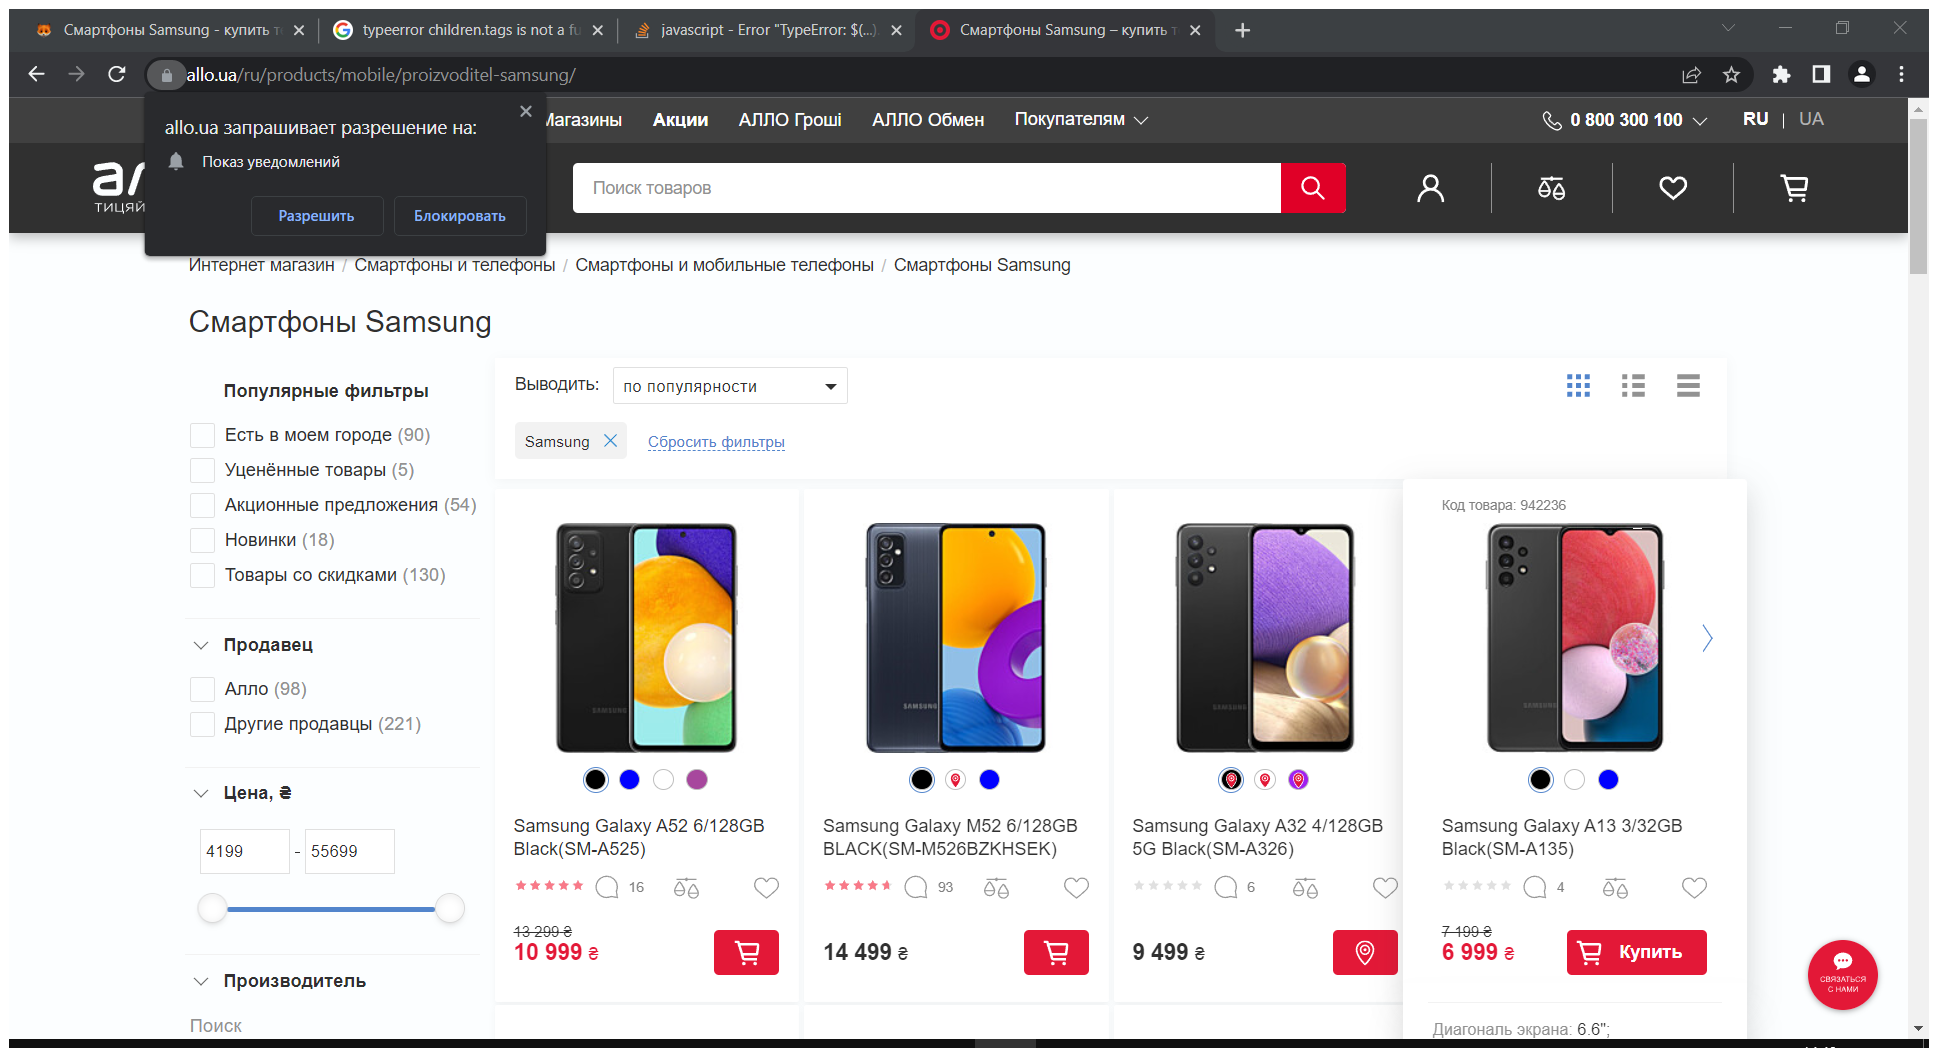 Смартфоны Samsung - купить т
typeerror children.tags is not a fu
javascript - Error "TypeError: $(...).
Смартфоны Samsung – купить т
allo.ua/ru/products/mobile/proizvoditel-samsung/
allo.ua запрашивает разрешение на:
Показ уведомлений
Разрешить
Блокировать
Магазины
Акции
АЛЛО Гроші
АЛЛО Обмен
Покупателям
0 800 300 100
RU | UA
тицяй
Поиск товаров
Интернет магазин / Смартфоны и телефоны / Смартфоны и мобильные телефоны / Смартфоны Samsung
Смартфоны Samsung
Популярные фильтры
Есть в моем городе (90)
Уценённые товары (5)
Акционные предложения (54)
Новинки (18)
Товары со скидками (130)
Продавец
Алло (98)
Другие продавцы (221)
Цена, ₴
4199 - 55699
Производитель
Поиск
Выводить: по популярности
Samsung
Сбросить фильтры
SAMSUNG
Samsung Galaxy A52 6/128GB
Black(SM-A525)
16
13 299 ₴
10 999 ₴
SAMSUNG
Samsung Galaxy M52 6/128GB
BLACK(SM-M526BZKHSEK)
93
14 499 ₴
SAMSUNG
Samsung Galaxy A32 4/128GB
5G Black(SM-A326)
6
9 499 ₴
Код товара: 942236
SAMSUNG
Samsung Galaxy A13 3/32GB
Black(SM-A135)
4
7 199 ₴
6 999 ₴
Купить
Диагональ экрана: 6.6";
СВЯЗАТЬСЯ
С НАМИ